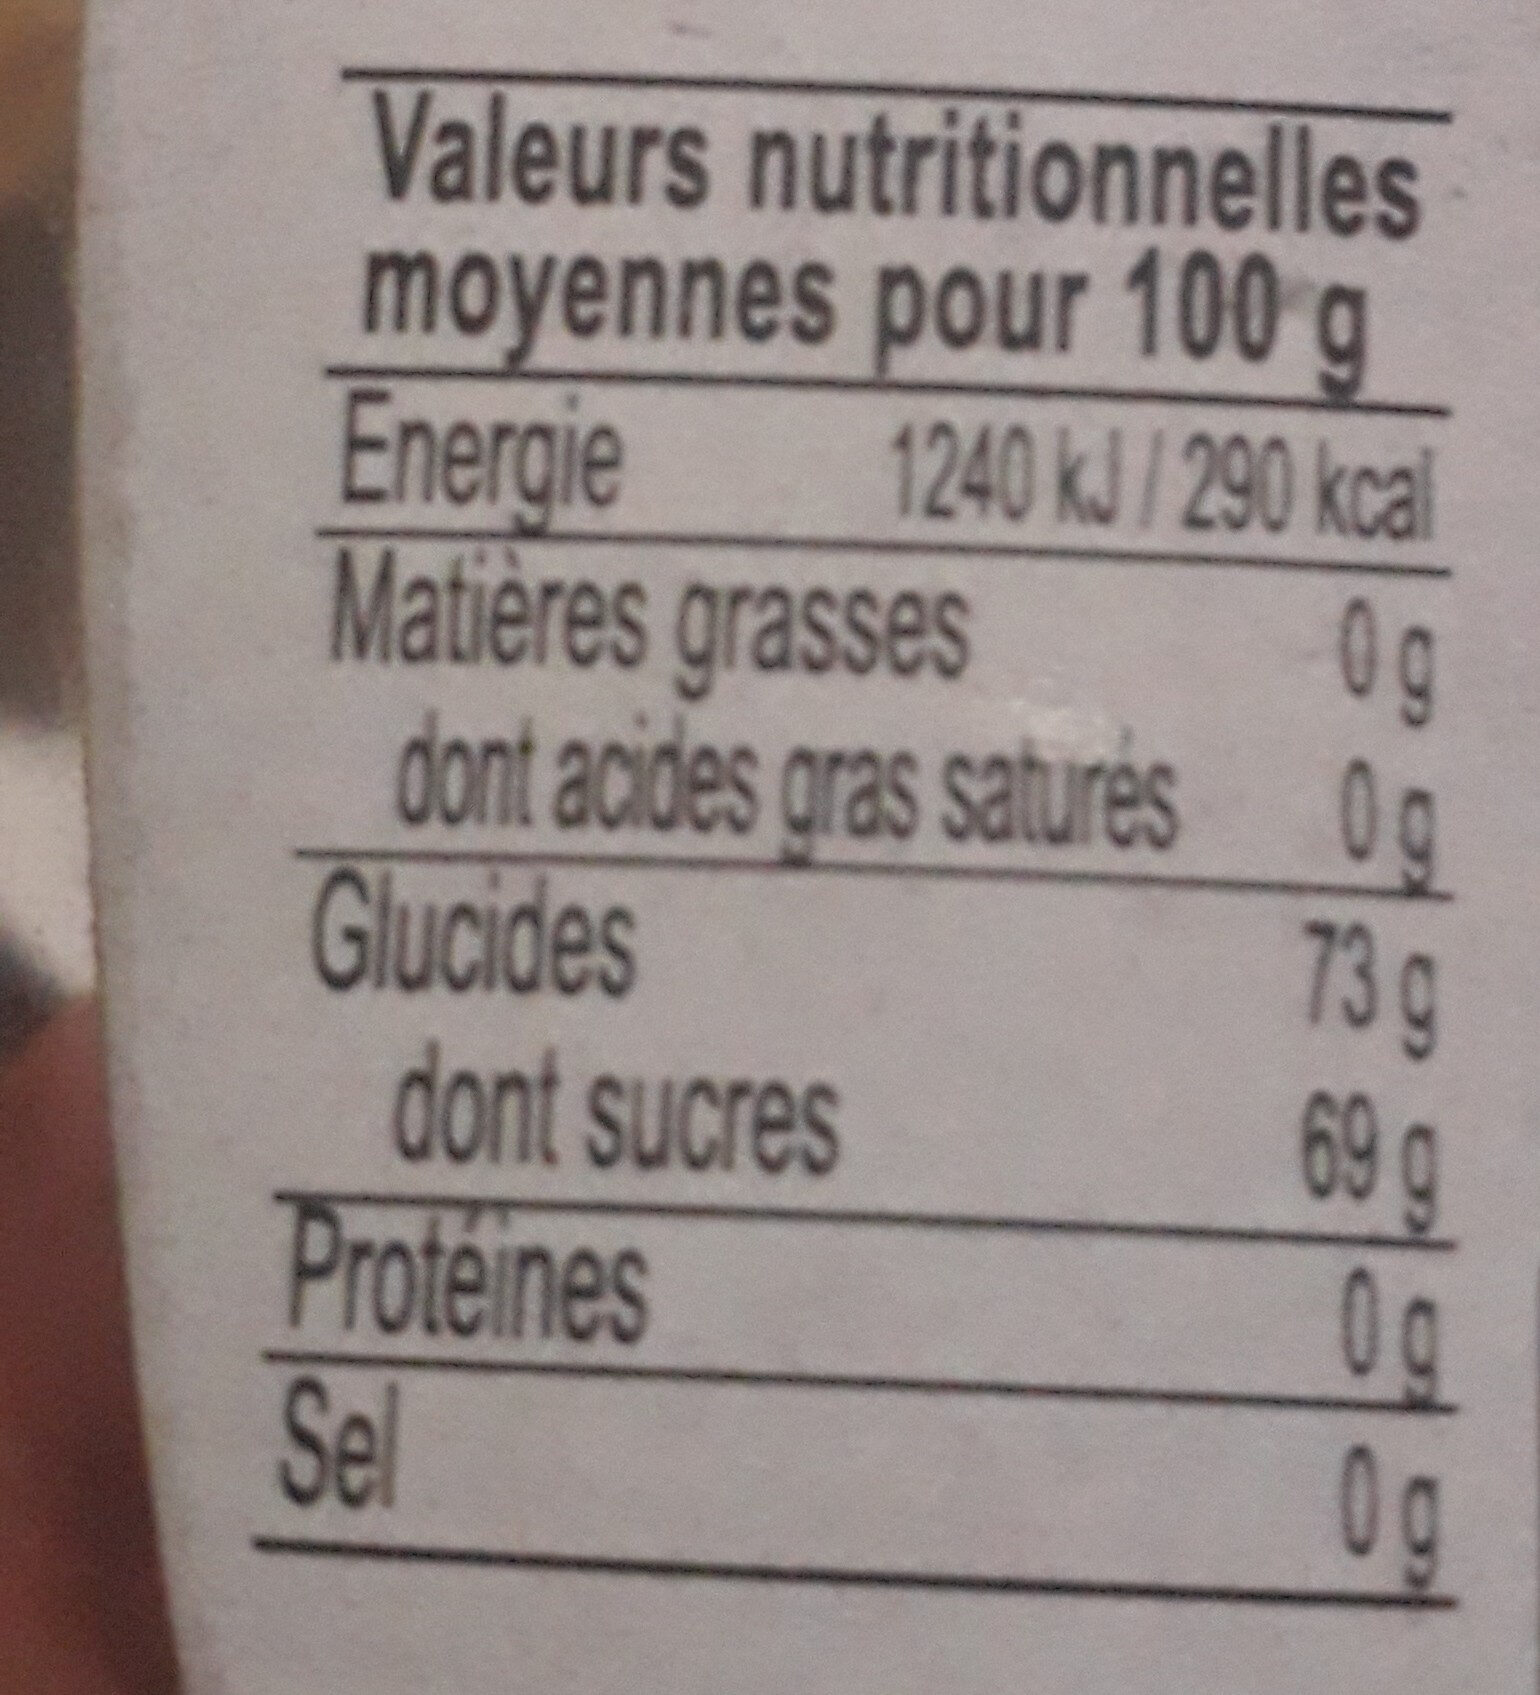 Valeurs nutritionnelles
moyennes pour 100 g
Energie 1240 kJ / 290 kcal
Matières grasses 0 g
dont acides gras saturés 0 g
Glucides 73 g
dont sucres 69 g
Protéines 0 g
Sel 0 g